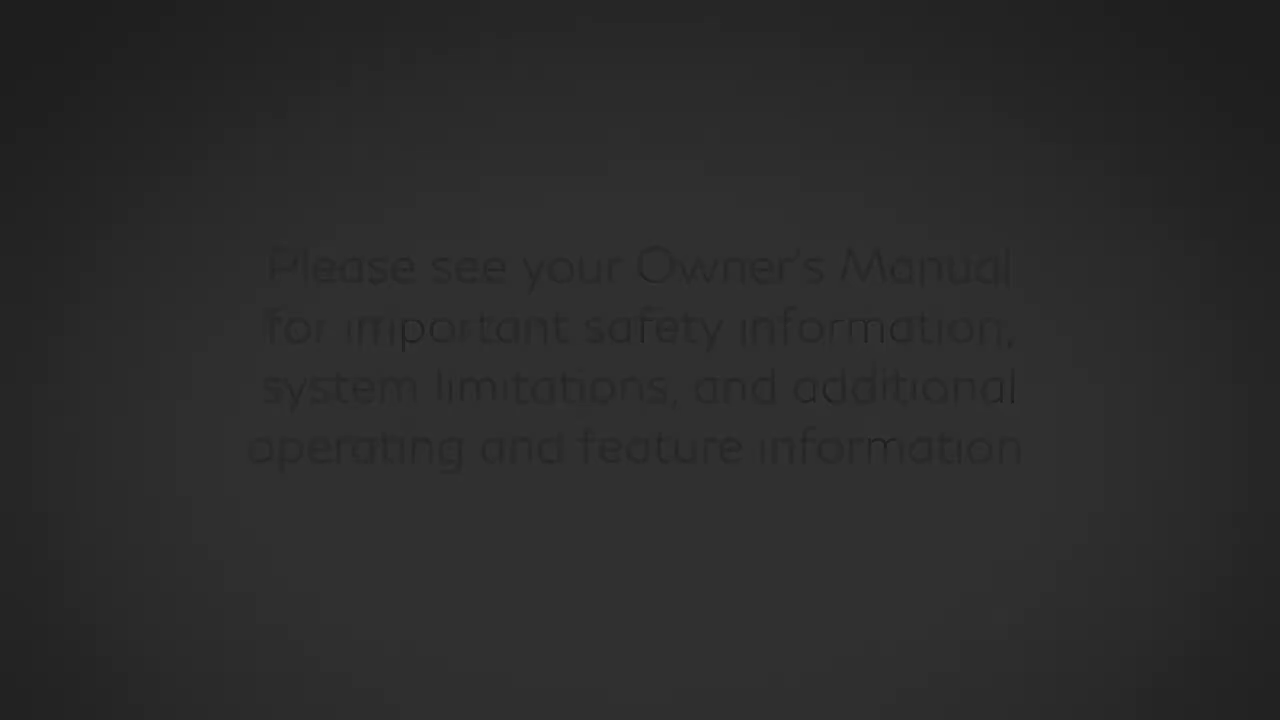 Please see your Owner's Manual
for important safety information,
system limitations, and additional
operating and feature information